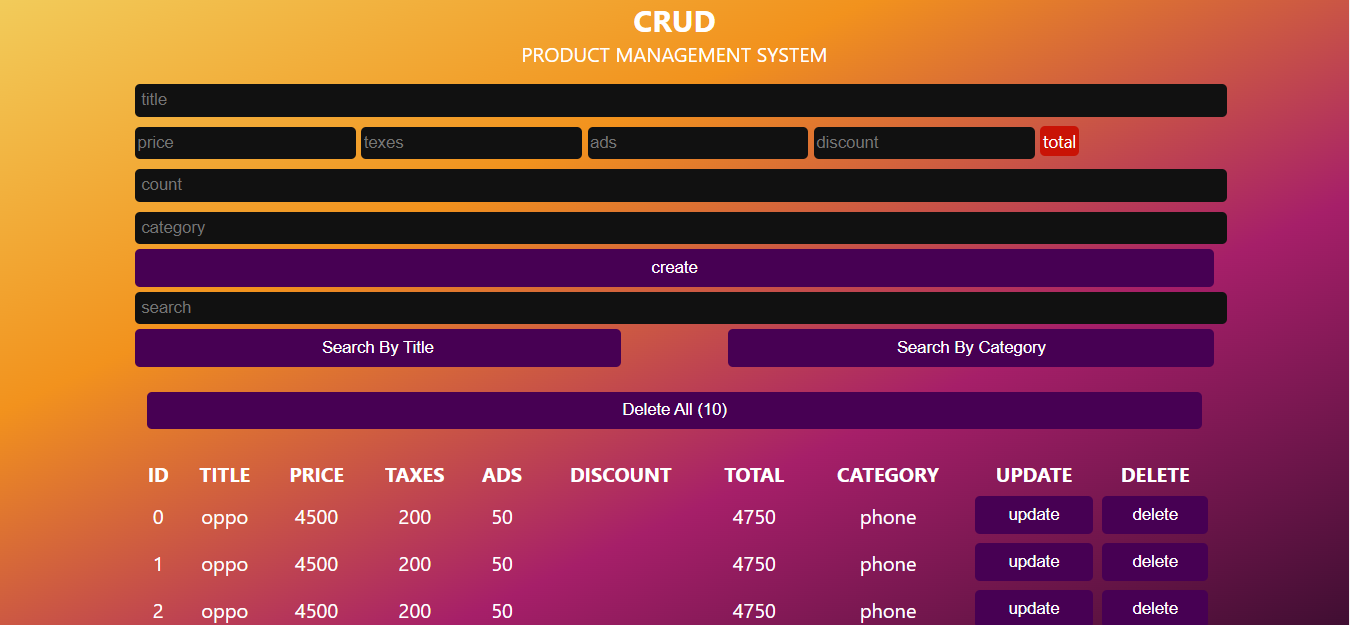 CRUD
PRODUCT MANAGEMENT SYSTEM
title
price texes ads discount total
count
category
create
search
Search By Title Search By Category
Delete All (10)
ID TITLE PRICE TAXES ADS DISCOUNT TOTAL CATEGORY UPDATE DELETE
0 oppo 4500 200 50 4750 phone update delete
1 oppo 4500 200 50 4750 phone update delete
2 oppo 4500 200 50 4750 phone update delete